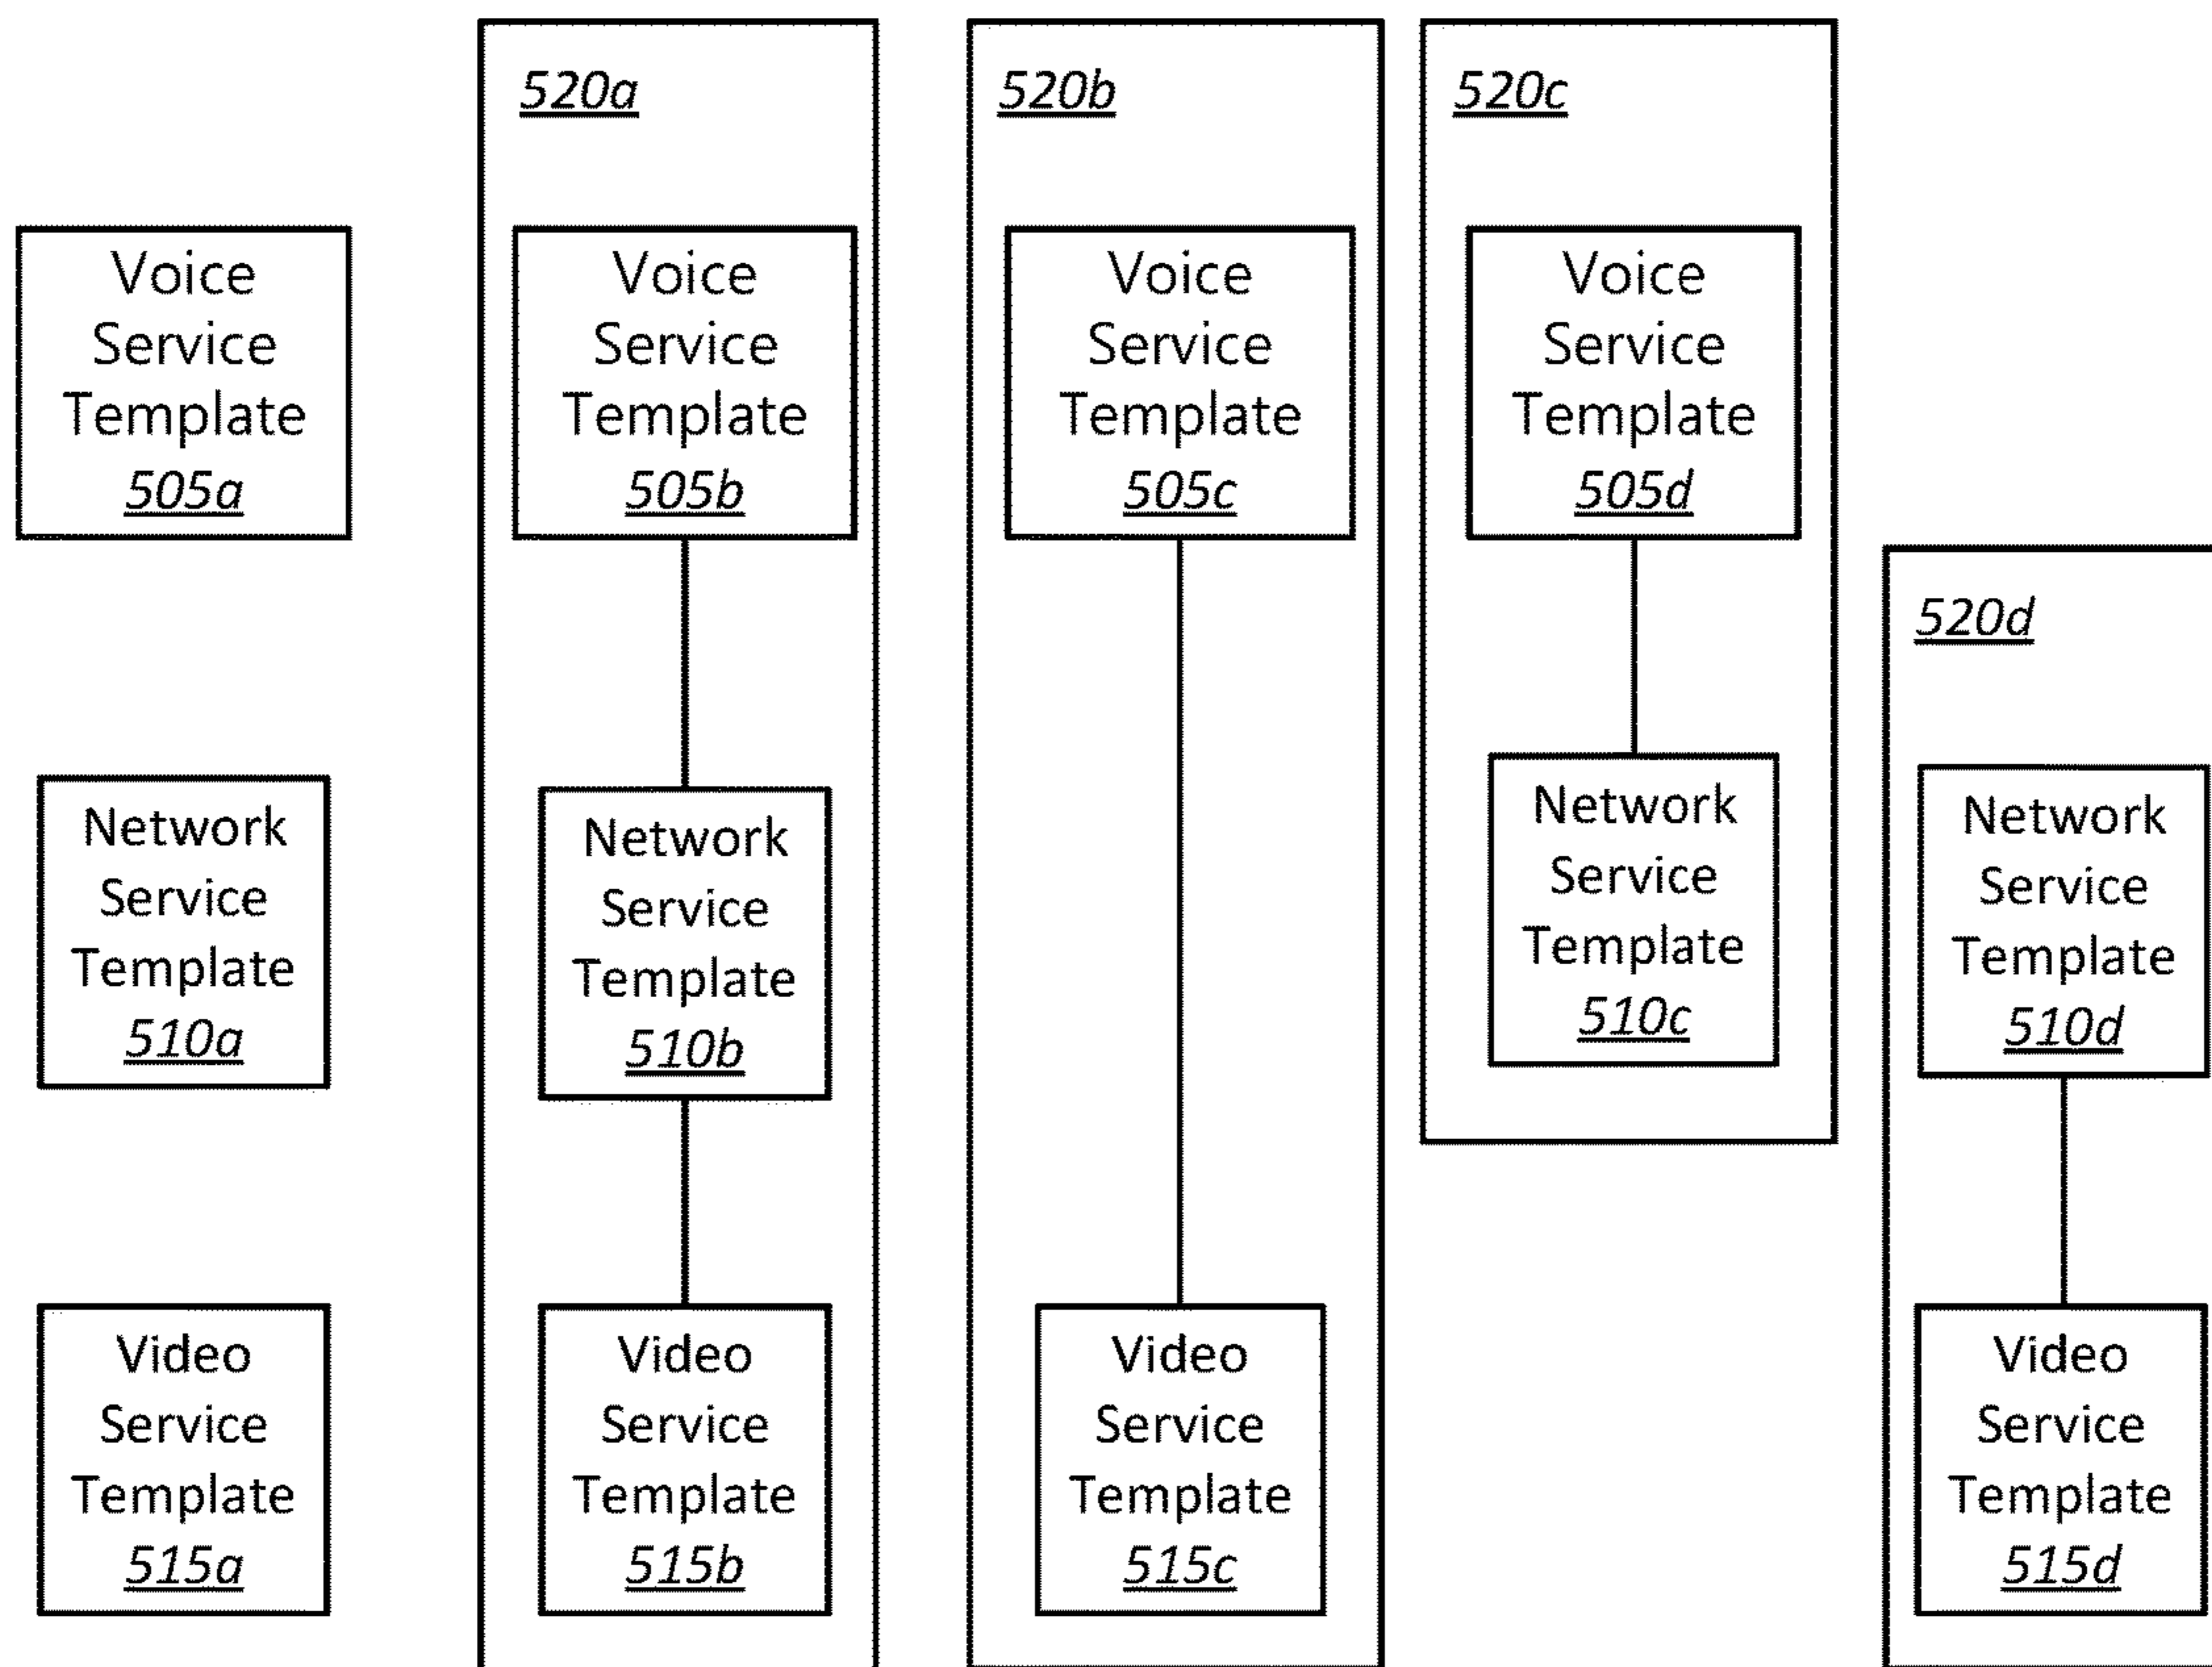 520a
520b
520c
Voice
Service
Template
505a
Voice
Service
Template
505b
Voice
Service
Template
505c
Voice
Service
Template
505d
520d
Network
Service
Template
510a
Network
Service
Template
510b
Network
Service
Template
510c
Network
Service
Template
510d
Video
Service
Template
515a
Video
Service
Template
515b
Video
Service
Template
515c
Video
Service
Template
515d